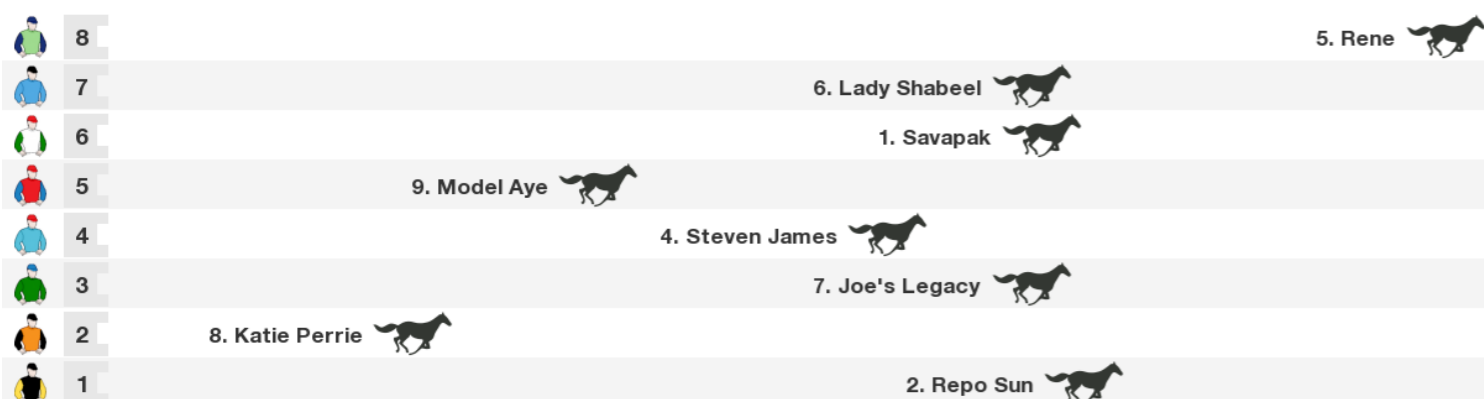 8 5. Rene
7 6. Lady Shabeel
6 1. Savapak
5 9. Model Aye
4 4. Steven James
3 7. Joe's Legacy
2 8. Katie Perrie
1 2. Repo Sun